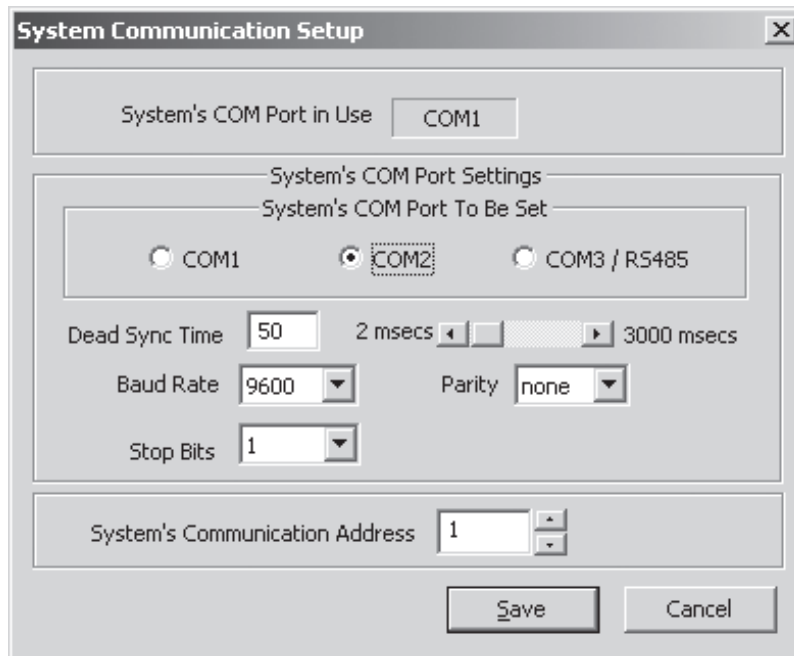 System Communication Setup
System's COM Port in Use COM1
System's COM Port Settings
System's COM Port To Be Set
COM1 COM2 COM3 / RS485
Dead Sync Time 50 2 msecs 3000 msecs
Baud Rate 9600 Parity none
Stop Bits 1
System's Communication Address 1
Save Cancel